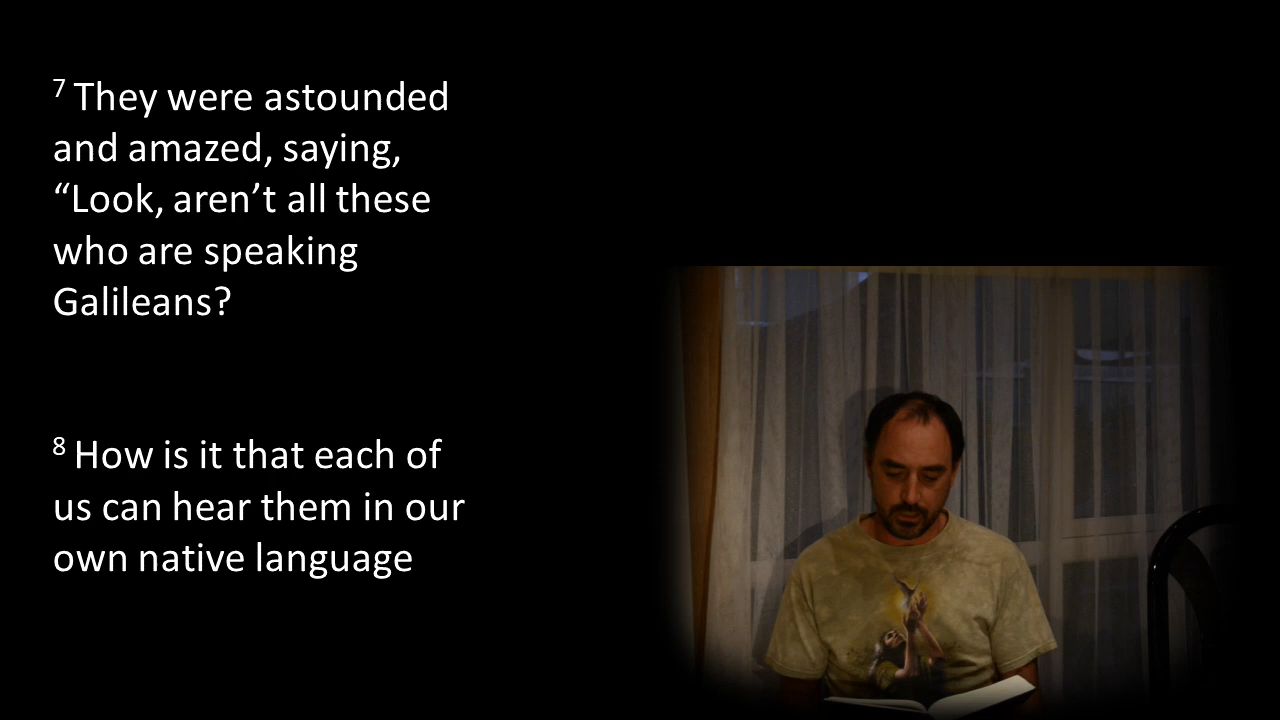 7 They were astounded
and amazed, saying,
“Look, aren’t all these
who are speaking
Galileans?
8 How is it that each of
us can hear them in our
own native language